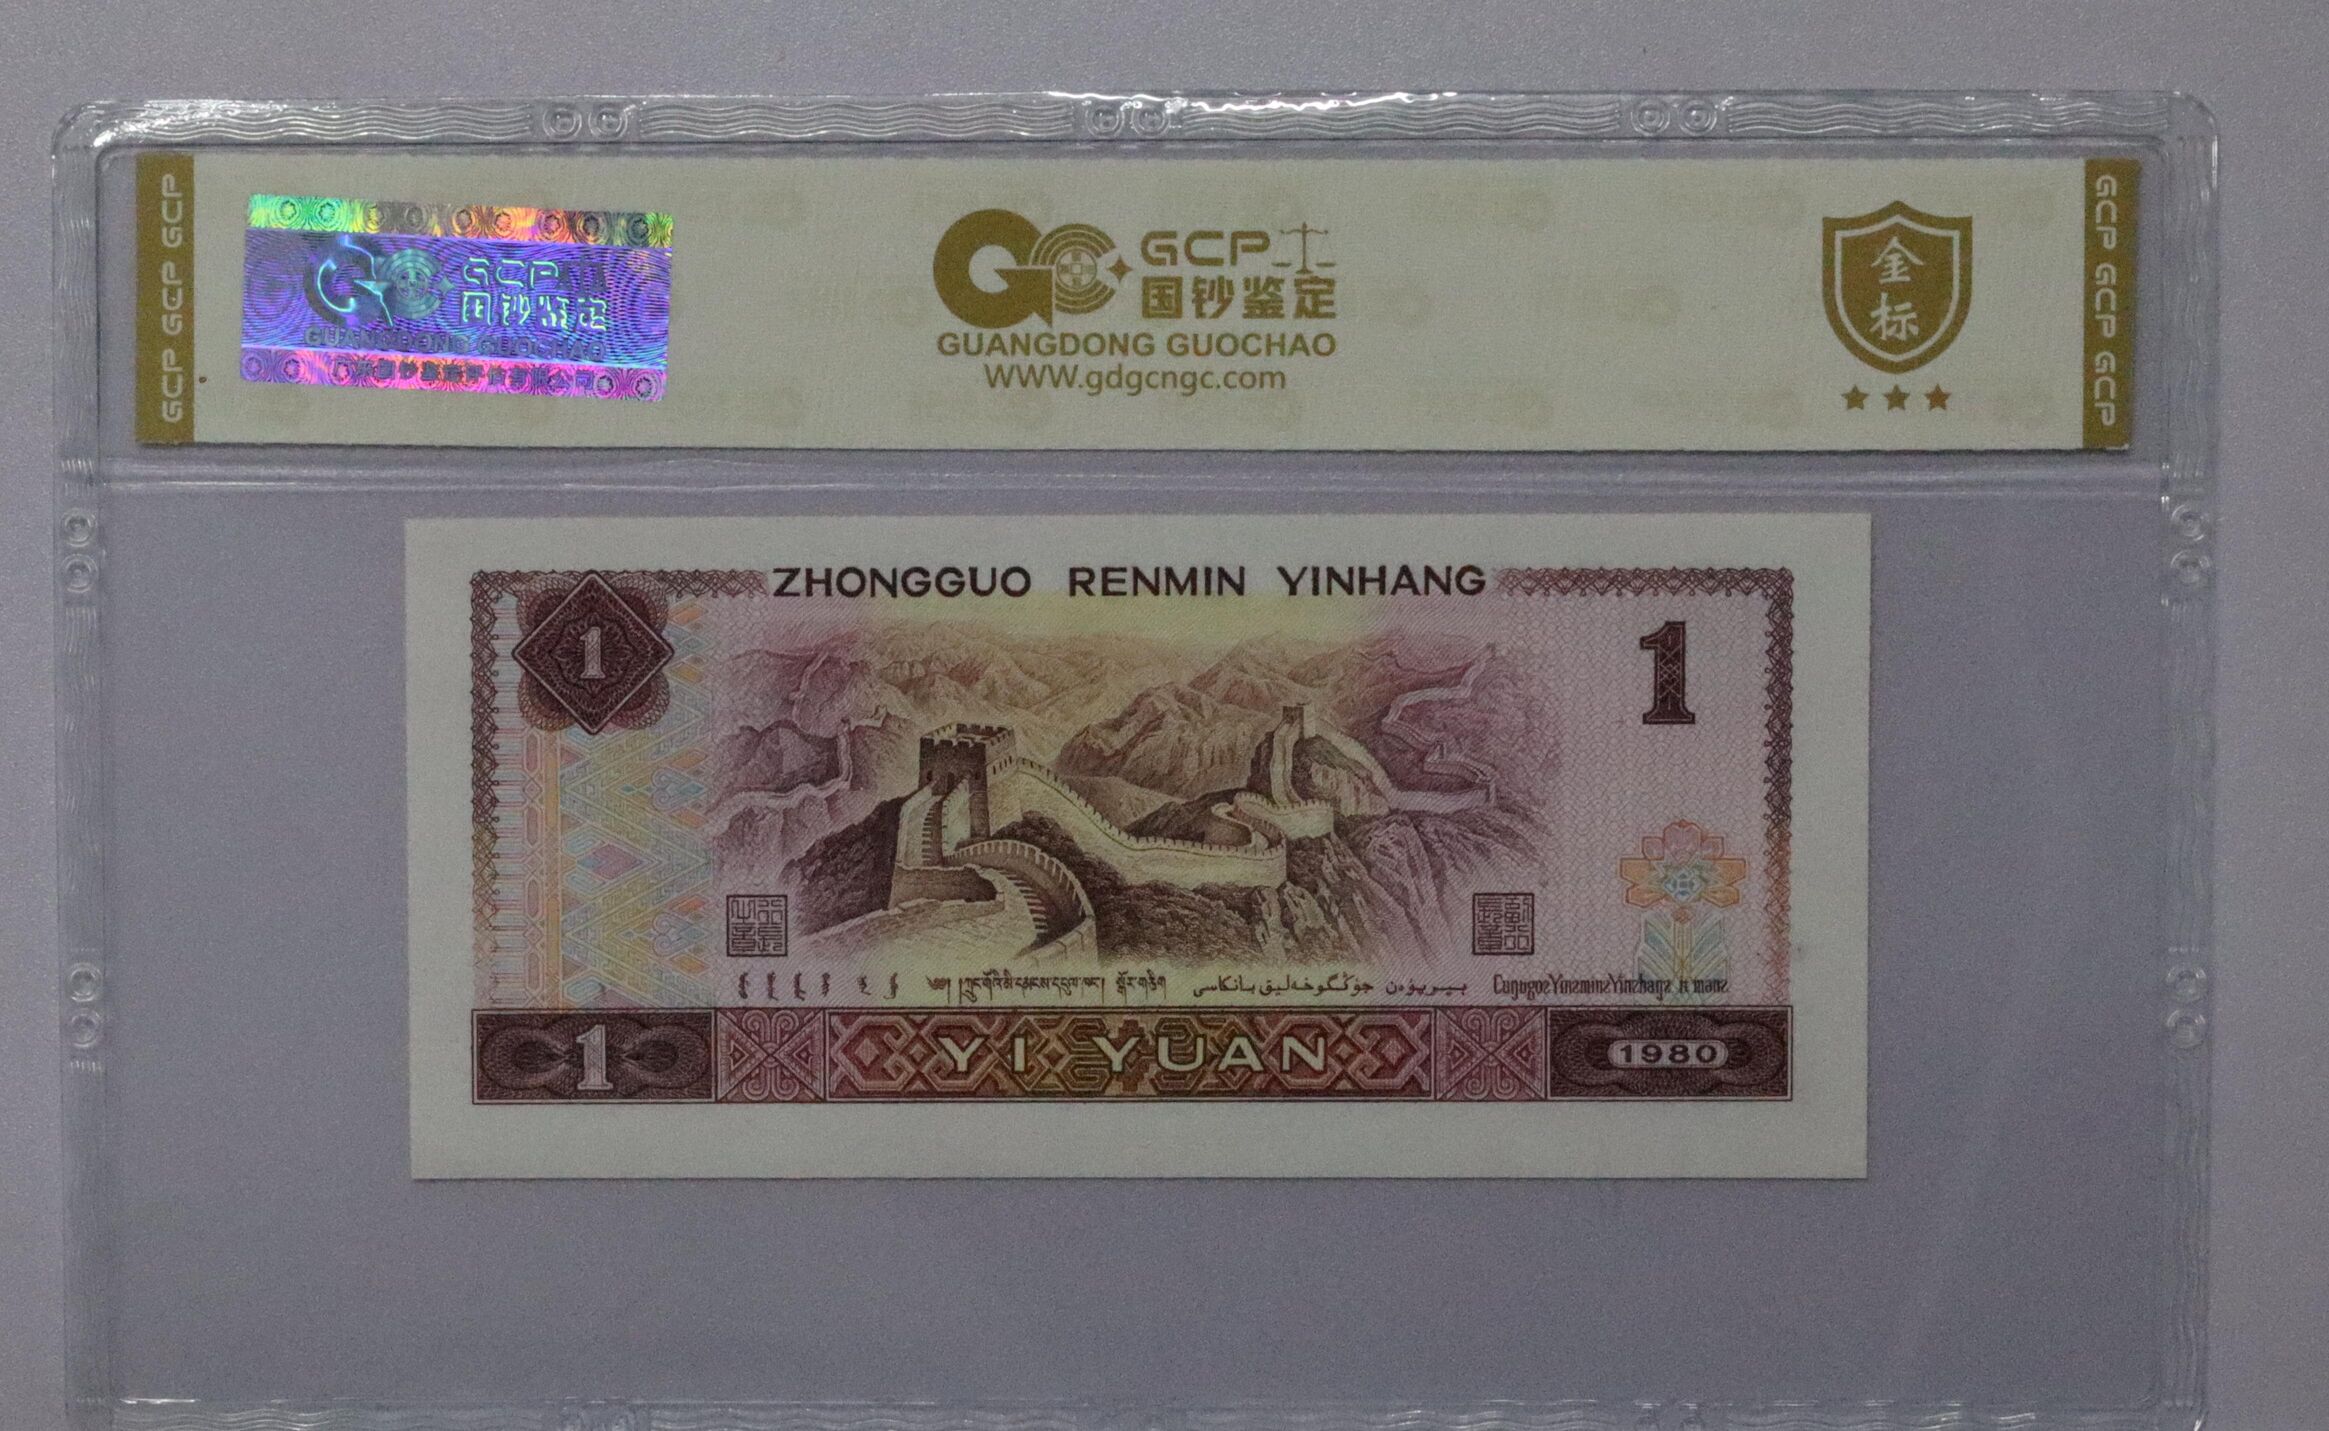 GCP GCP GCP
GCP
国钞鉴定
GUANGDONG GUOCHAO
GCP
国钞鉴定
GUANGDONG GUOCHAO
WWW.gdgcngc.com
金
标
GCP GCP GCP
ZHONGGUO RENMIN YINHANG
1
1
YI YUAN
1
1980